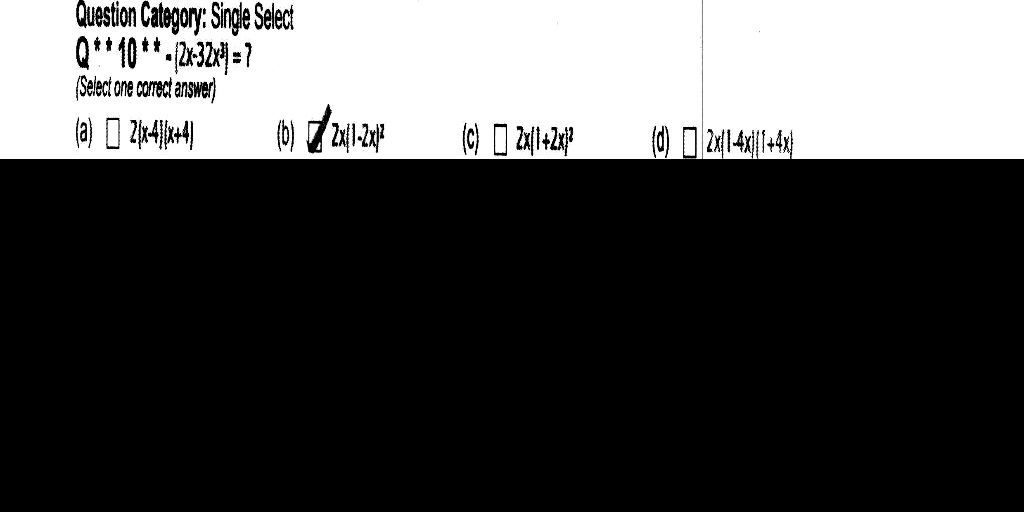 Question Category: Single Select
Q * * 10 * * - (2x-32x³) = ?
(Select one correct answer)
(a) ☐ 2(x-4)(x+4) (b) ☑ 2x(1-2x)² (c) ☐ 2x(1+2x)² (d) ☐ 2x(1-4x)(1+4x)